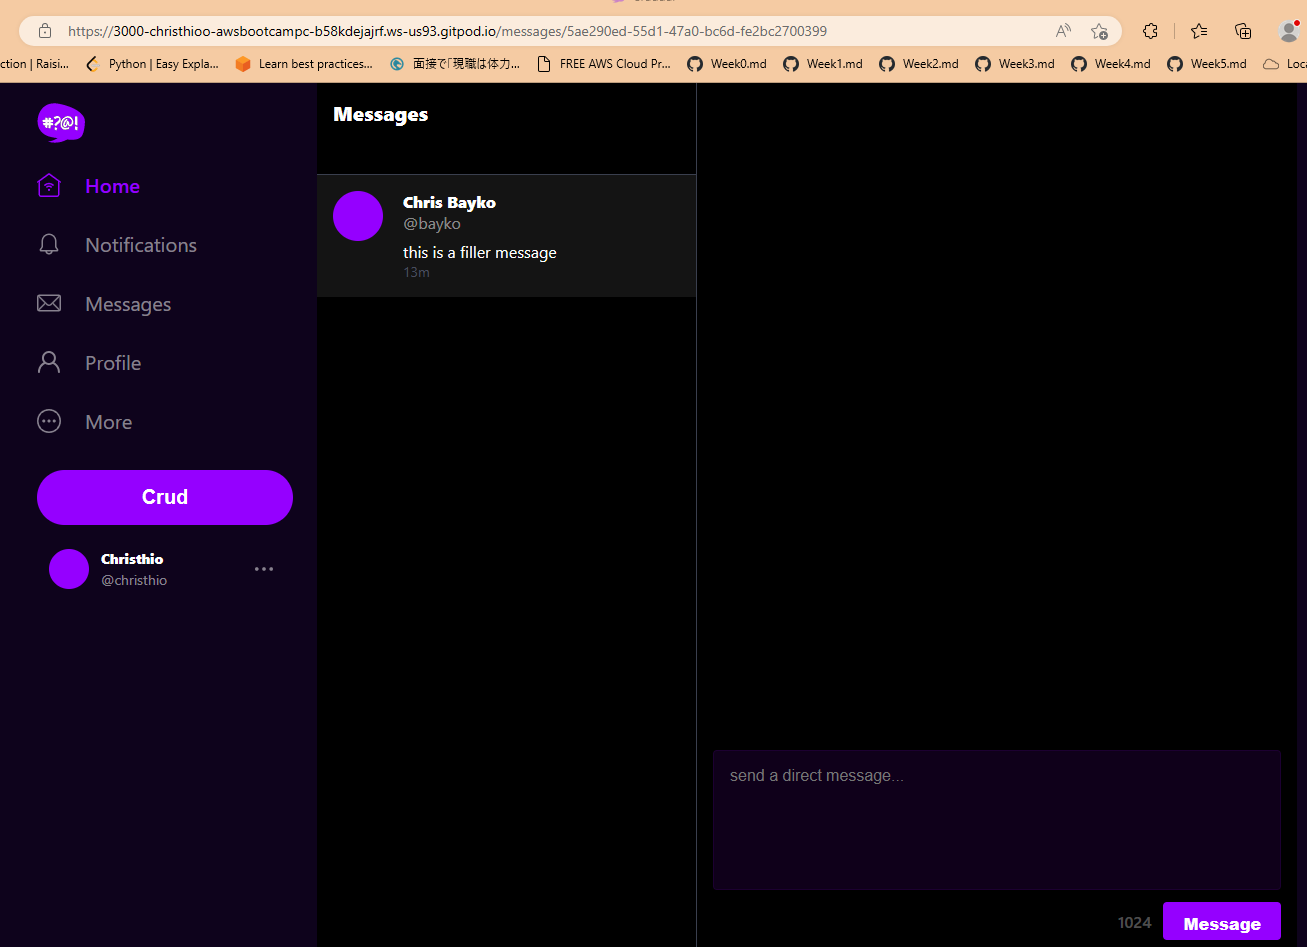 https://3000-christhioo-awsbootcampc-b58kdejajrf.ws-us93.gitpod.io/messages/5ae290ed-55d1-47a0-bc6d-fe2bc2700399
ction | Raisi... Python | Easy Expla... Learn best practices... 面接で「現職は体力... FREE AWS Cloud Pr... Week0.md Week1.md Week2.md Week3.md Week4.md Week5.md Loca
#?@!
Home
Notifications
Messages
Profile
More
Crud
Christhio
@christhio
Messages
Chris Bayko
@bayko
this is a filler message
13m
send a direct message...
1024
Message